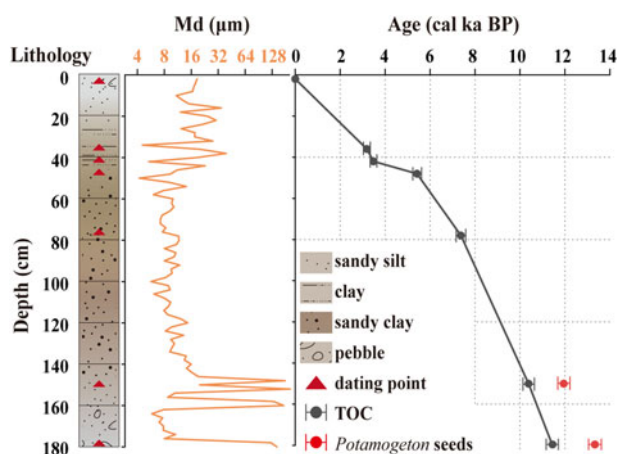 Md (μm)
Age (cal ka BP)
Lithology
4 8 16 32 64 128
0 2 4 6 8 10 12 14
0
20
40
60
80
100
120
140
160
180
Depth (cm)
sandy silt
clay
sandy clay
pebble
dating point
TOC
Potamogeton seeds